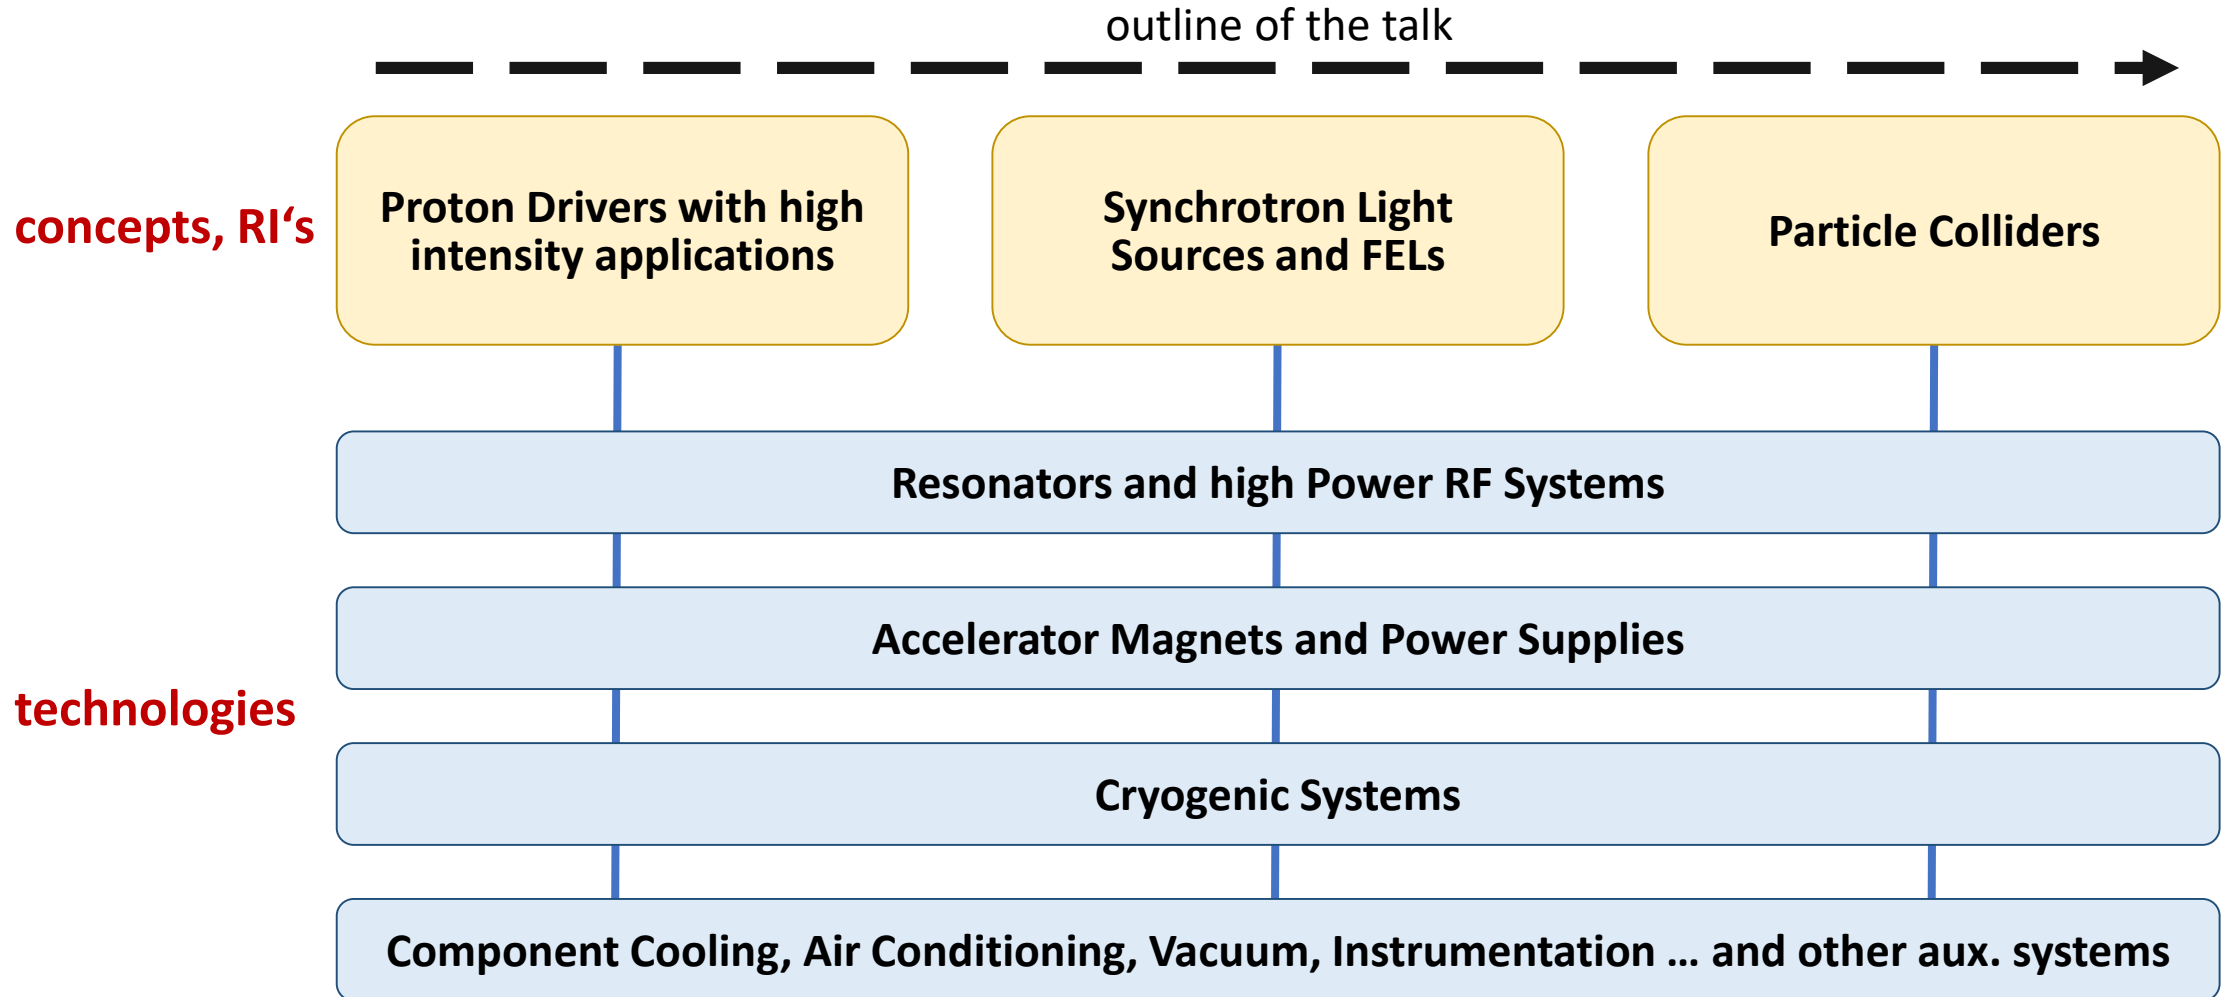 outline of the talk
concepts, RI‘s
Proton Drivers with high
intensity applications
Synchrotron Light
Sources and FELs
Particle Colliders
Resonators and high Power RF Systems
Accelerator Magnets and Power Supplies
technologies
Cryogenic Systems
Component Cooling, Air Conditioning, Vacuum, Instrumentation … and other aux. systems